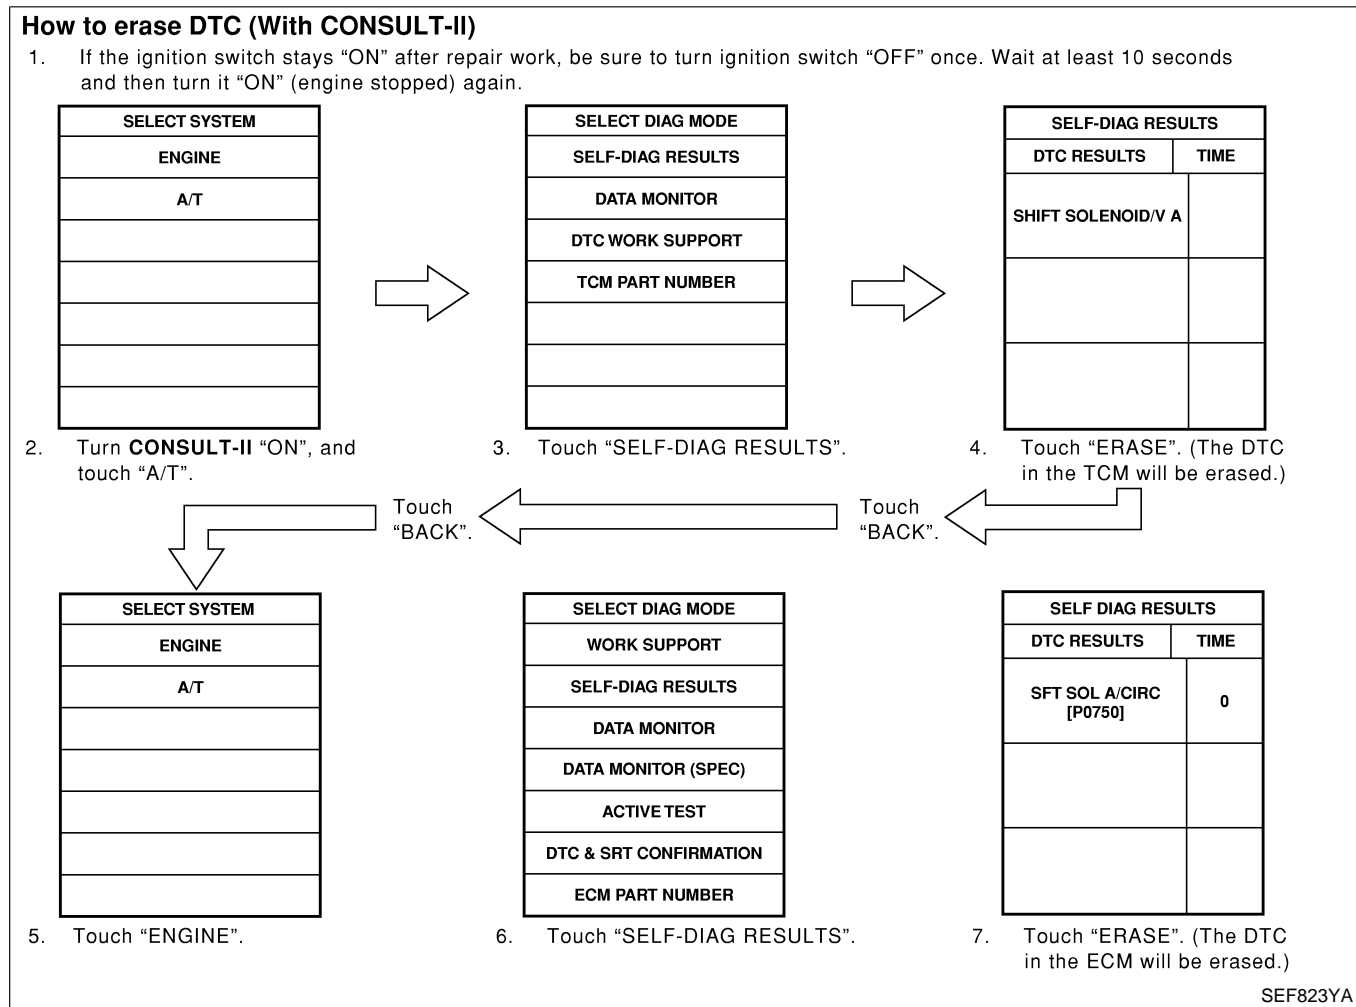 How to erase DTC (With CONSULT-II)
1. If the ignition switch stays “ON” after repair work, be sure to turn ignition switch “OFF” once. Wait at least 10 seconds
and then turn it “ON” (engine stopped) again.
SELECT SYSTEM
ENGINE
A/T
SELECT DIAG MODE
SELF-DIAG RESULTS
DATA MONITOR
DTC WORK SUPPORT
TCM PART NUMBER
SELF-DIAG RESULTS
DTC RESULTS TIME
SHIFT SOLENOID/V A
2. Turn CONSULT-II “ON”, and
touch “A/T”.
3. Touch “SELF-DIAG RESULTS”.
4. Touch “ERASE”. (The DTC
in the TCM will be erased.)
Touch
“BACK”.
Touch
“BACK”.
SELECT SYSTEM
ENGINE
A/T
SELECT DIAG MODE
WORK SUPPORT
SELF-DIAG RESULTS
DATA MONITOR
DATA MONITOR (SPEC)
ACTIVE TEST
DTC & SRT CONFIRMATION
ECM PART NUMBER
SELF DIAG RESULTS
DTC RESULTS TIME
SFT SOL A/CIRC
[P0750]
0
5. Touch “ENGINE”.
6. Touch “SELF-DIAG RESULTS”.
7. Touch “ERASE”. (The DTC
in the ECM will be erased.)
SEF823YA